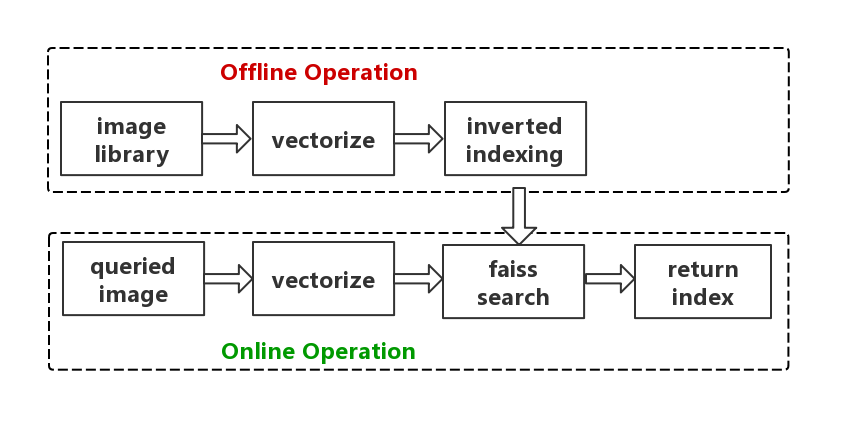 Offline Operation
image
library
vectorize
inverted
indexing
queried
image
vectorize
faiss
search
return
index
Online Operation